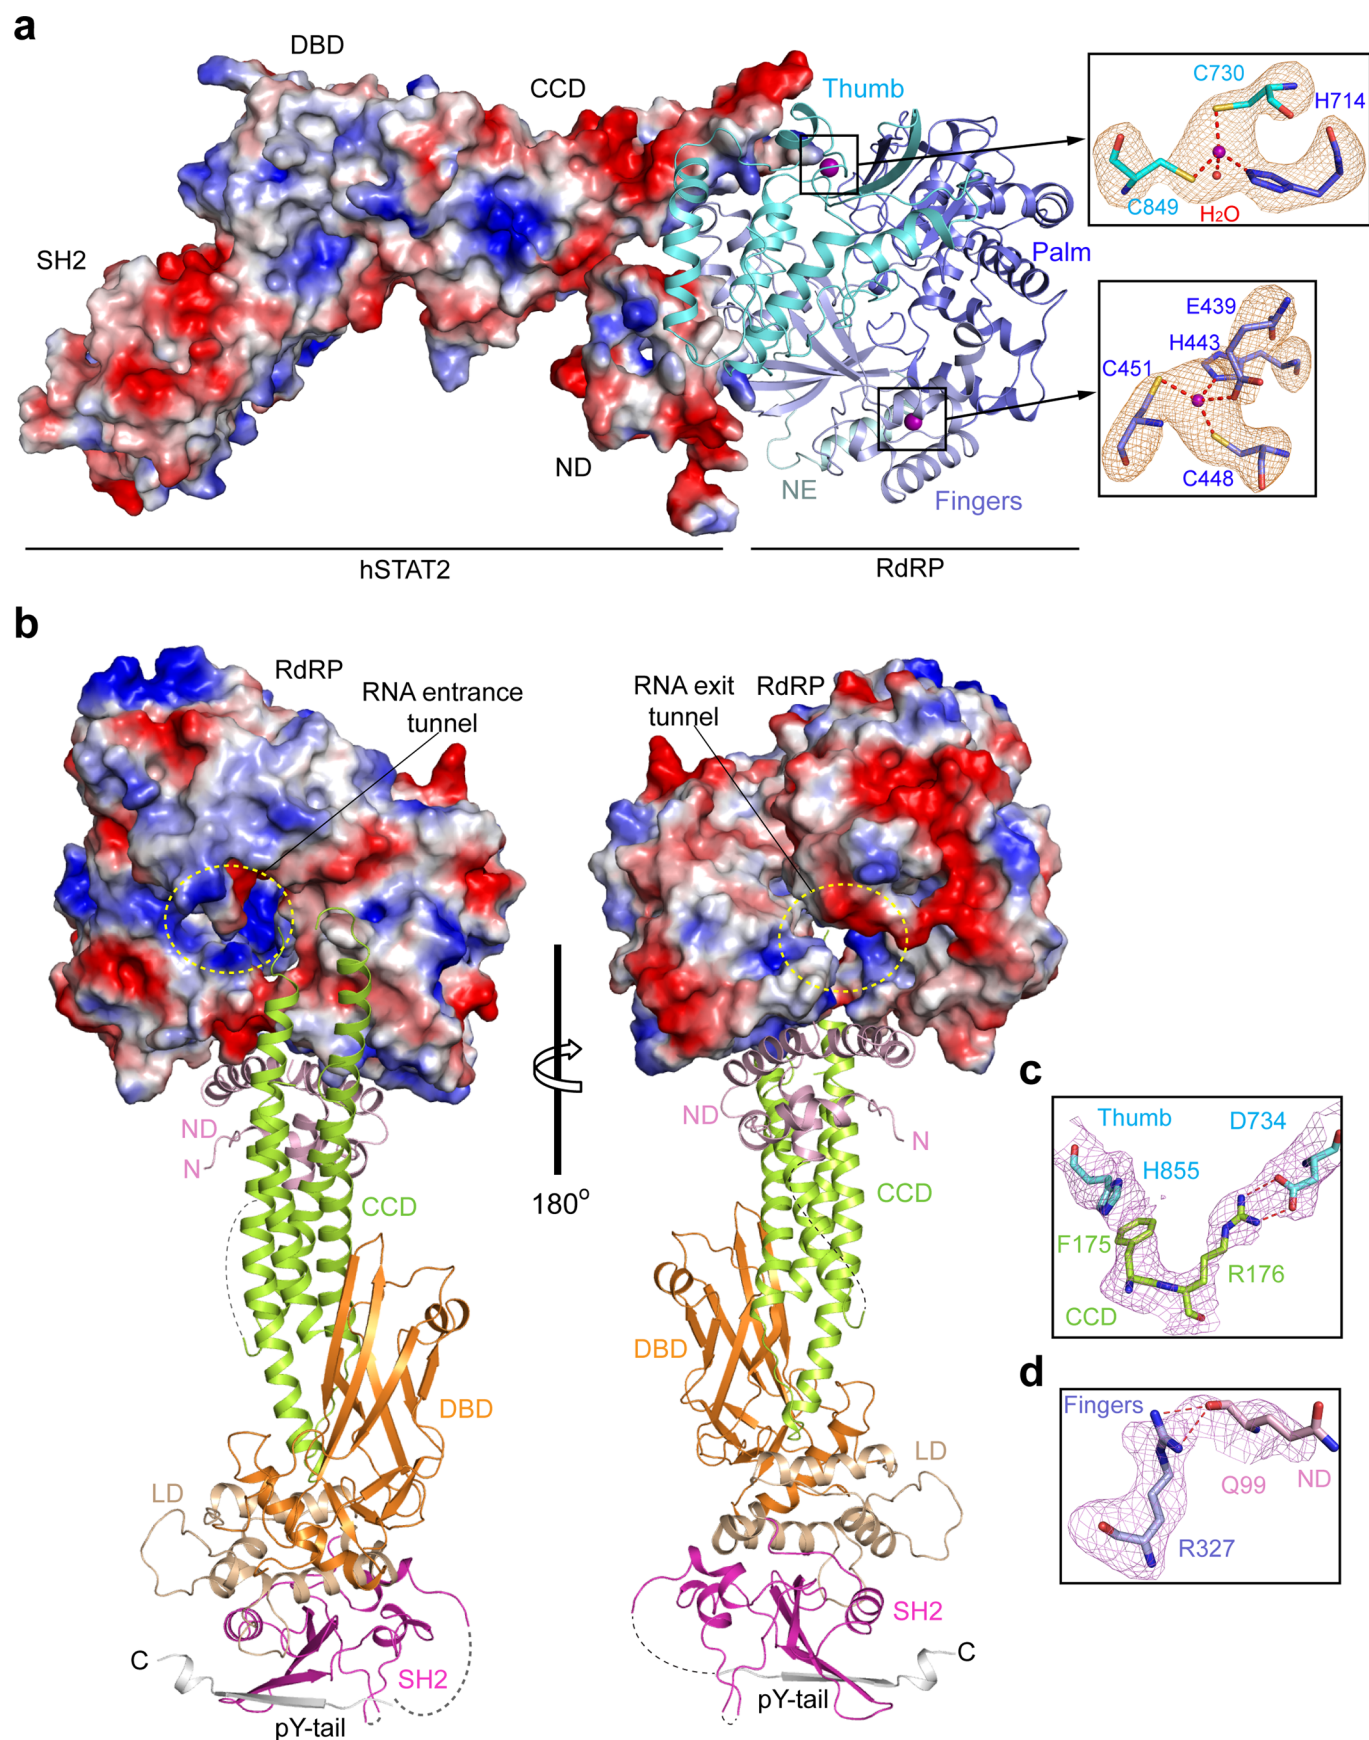 a
DBD
CCD
Thumb
SH2
ND
NE
Palm
Fingers
hSTAT2
RdRP
C730
H714
C849
H₂O
E439
H443
C451
C448
b
RdRP
RNA entrance
tunnel
RNA exit
tunnel
RdRP
ND
N
CCD
DBD
LD
SH2
C
pY-tail
180°
ND
N
CCD
DBD
LD
SH2
C
pY-tail
c
Thumb
D734
H855
F175
R176
CCD
d
Fingers
Q99
ND
R327